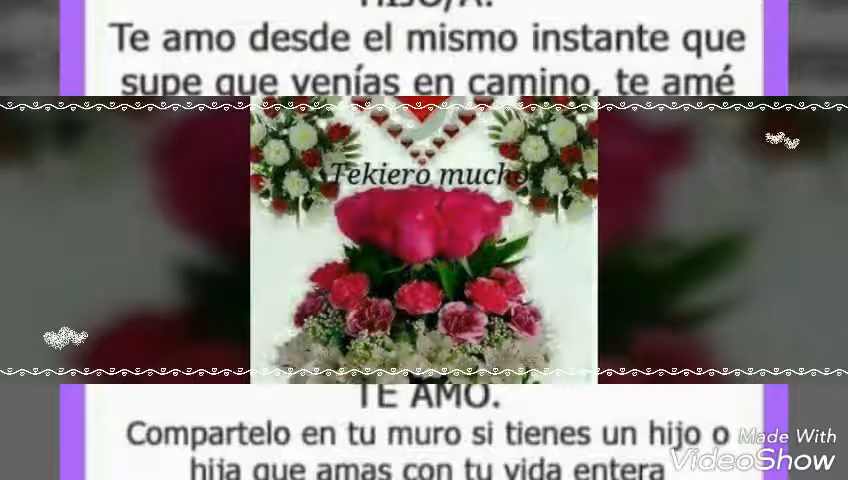 HIJO/A:
Te amo desde el mismo instante que
supe que venías en camino, te amé
Tekiero mucho
TE AMO.
Compartelo en tu muro si tienes un hijo o
hija que amas con tu vida entera
Made With
VideoShow